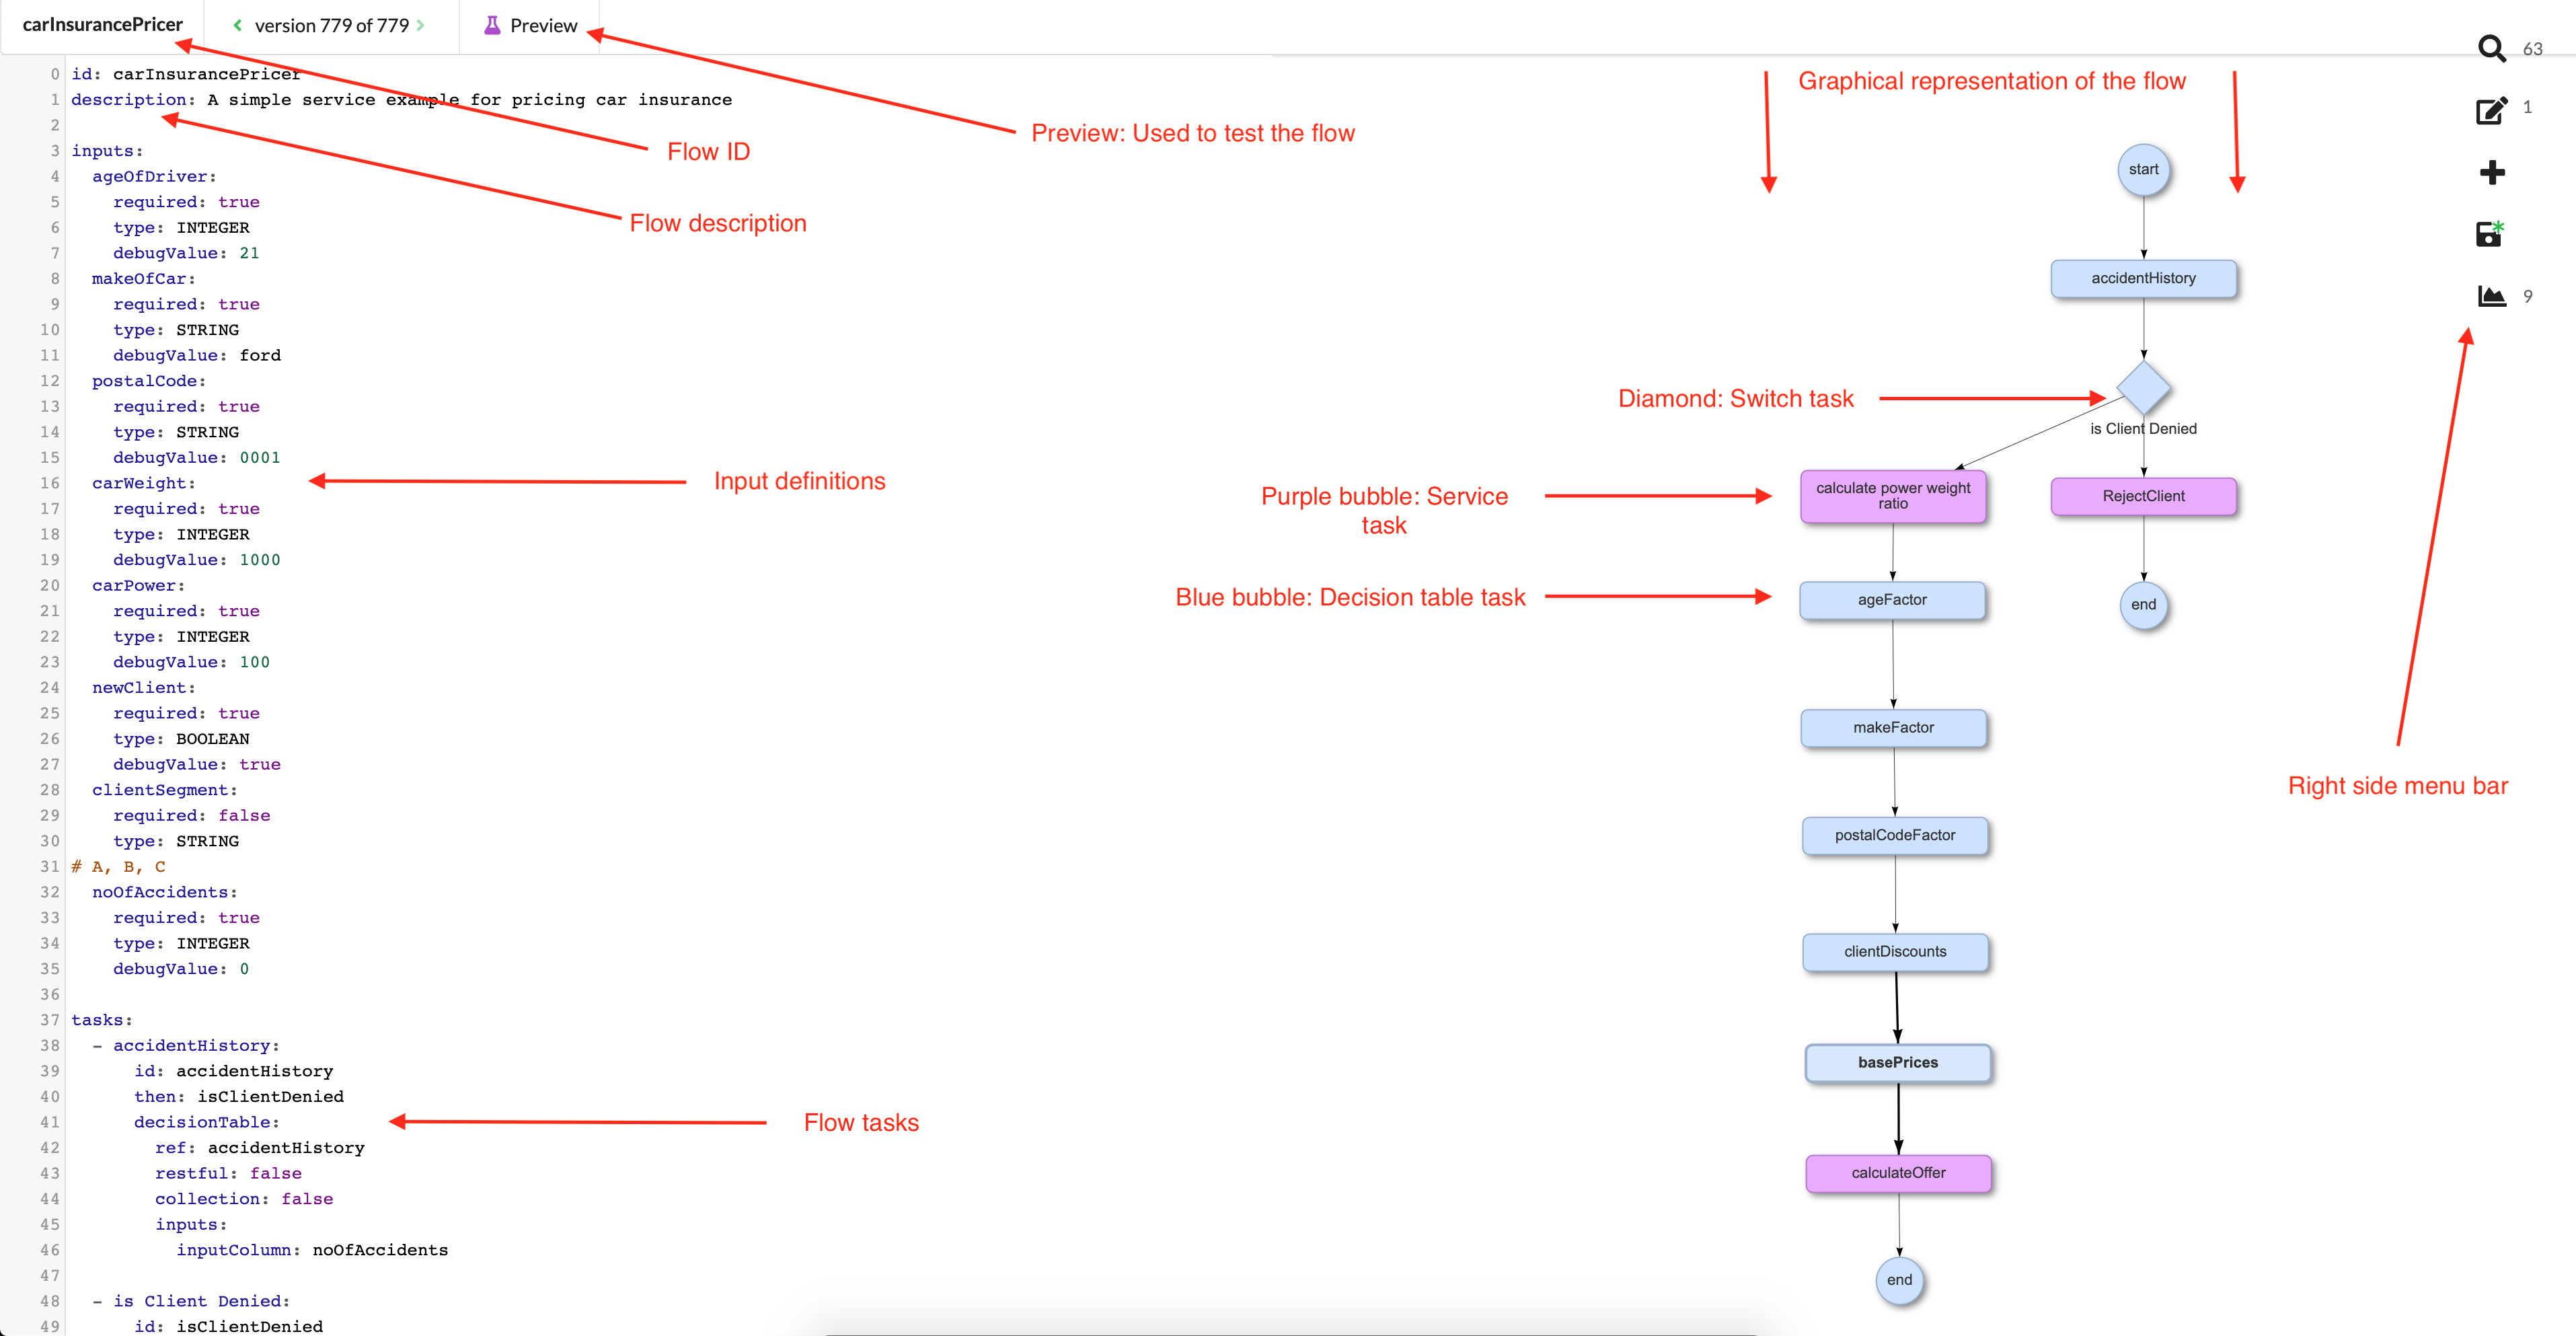 carInsurancePricer
version 779 of 779
Preview
63
1
9
0 id: carInsurancePricer
1 description: A simple service example for pricing car insurance
2
3 inputs:
4 ageOfDriver:
5 required: true
6 type: INTEGER
7 debugValue: 21
8 makeOfCar:
9 required: true
10 type: STRING
11 debugValue: ford
12 postalCode:
13 required: true
14 type: STRING
15 debugValue: 0001
16 carWeight:
17 required: true
18 type: INTEGER
19 debugValue: 1000
20 carPower:
21 required: true
22 type: INTEGER
23 debugValue: 100
24 newClient:
25 required: true
26 type: BOOLEAN
27 debugValue: true
28 clientSegment:
29 required: false
30 type: STRING
31 # A, B, C
32 noOfAccidents:
33 required: true
34 type: INTEGER
35 debugValue: 0
36
37 tasks:
38 - accidentHistory:
39 id: accidentHistory
40 then: isClientDenied
41 decisionTable:
42 ref: accidentHistory
43 restful: false
44 collection: false
45 inputs:
46 inputColumn: noOfAccidents
47
48 - is Client Denied:
49 id: isClientDenied
Flow ID
Flow description
Preview: Used to test the flow
Input definitions
Flow tasks
Graphical representation of the flow
Diamond: Switch task
Purple bubble: Service
task
Blue bubble: Decision table task
Right side menu bar
start
accidentHistory
is Client Denied
calculate power weight
ratio
RejectClient
ageFactor
end
makeFactor
postalCodeFactor
clientDiscounts
basePrices
calculateOffer
end